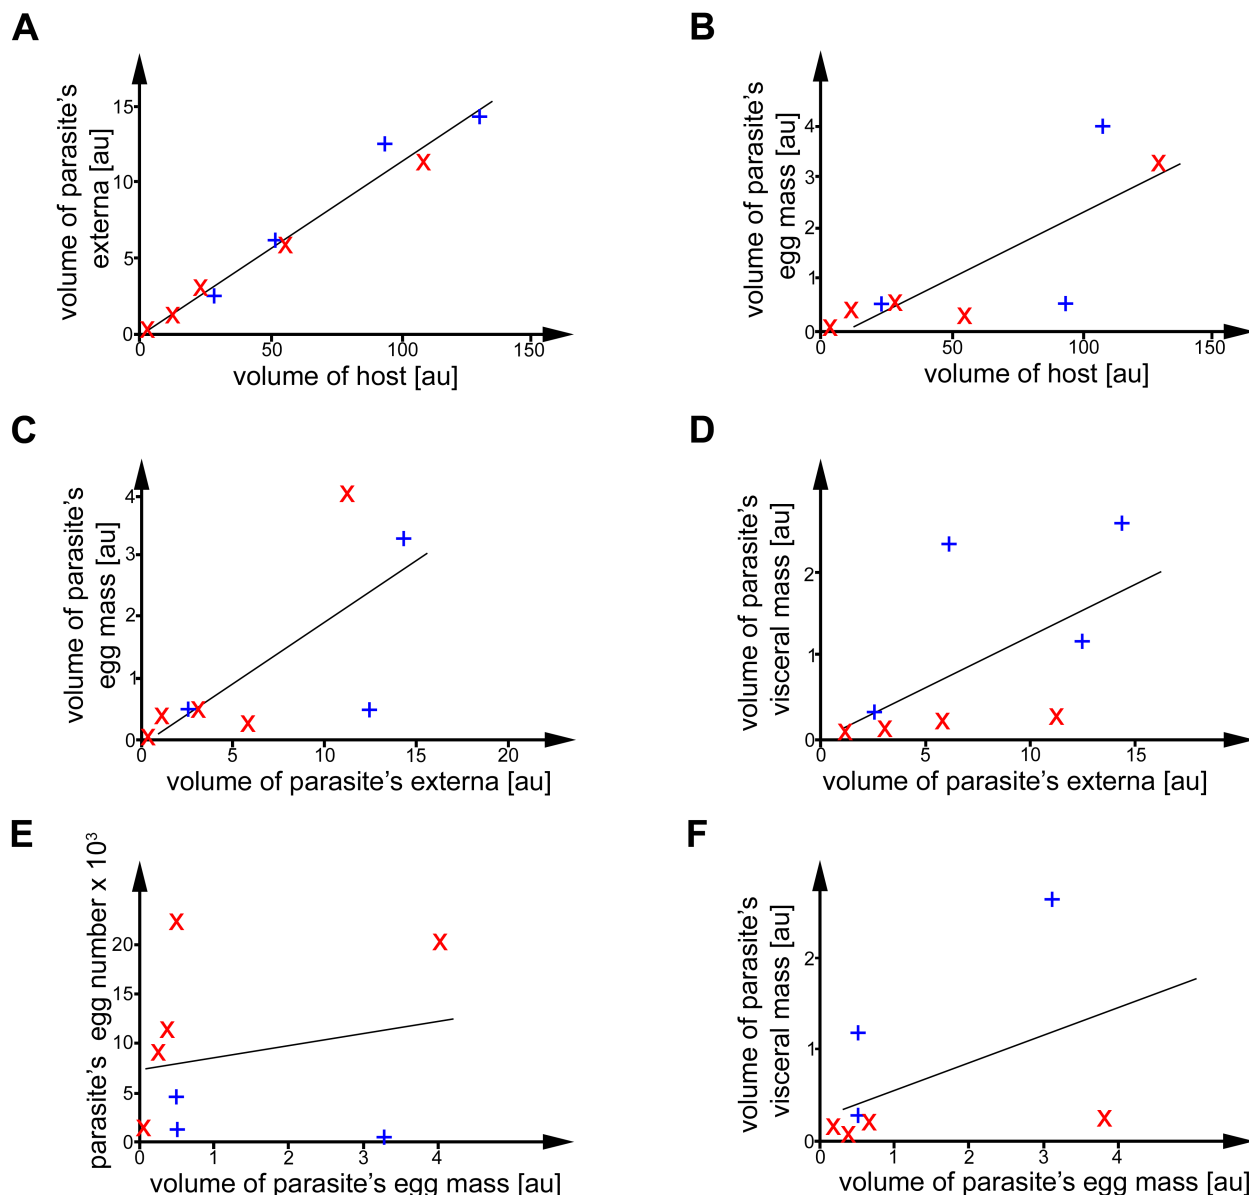 A
volume of parasite's
externa [au]
15
10
5
0
0 50 100 150
volume of host [au]
B
volume of parasite's
egg mass [au]
4
3
2
1
0
0 50 100 150
volume of host [au]
C
volume of parasite's
egg mass [au]
4
3
2
1
0
0 5 10 15 20
volume of parasite's externa [au]
D
volume of parasite's
visceral mass [au]
2
1
0
0 5 10 15
volume of parasite's externa [au]
E
parasite's egg number x 10³
20
15
10
5
0
0 1 2 3 4
volume of parasite's egg mass [au]
F
volume of parasite's
visceral mass [au]
2
1
0
0 1 2 3 4
volume of parasite's egg mass [au]